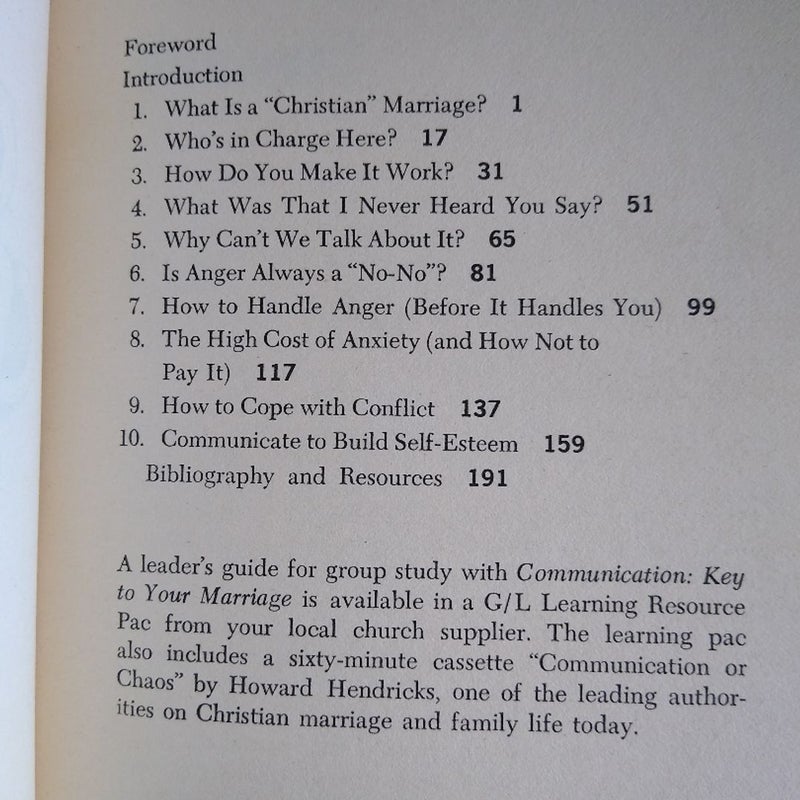 Foreword
Introduction
1. What Is a “Christian” Marriage? 1
2. Who’s in Charge Here? 17
3. How Do You Make It Work? 31
4. What Was That I Never Heard You Say? 51
5. Why Can’t We Talk About It? 65
6. Is Anger Always a “No-No”? 81
7. How to Handle Anger (Before It Handles You) 99
8. The High Cost of Anxiety (and How Not to
Pay It) 117
9. How to Cope with Conflict 137
10. Communicate to Build Self-Esteem 159
Bibliography and Resources 191
A leader’s guide for group study with Communication: Key
to Your Marriage is available in a G/L Learning Resource
Pac from your local church supplier. The learning pac
also includes a sixty-minute cassette “Communication or
Chaos” by Howard Hendricks, one of the leading author-
ities on Christian marriage and family life today.